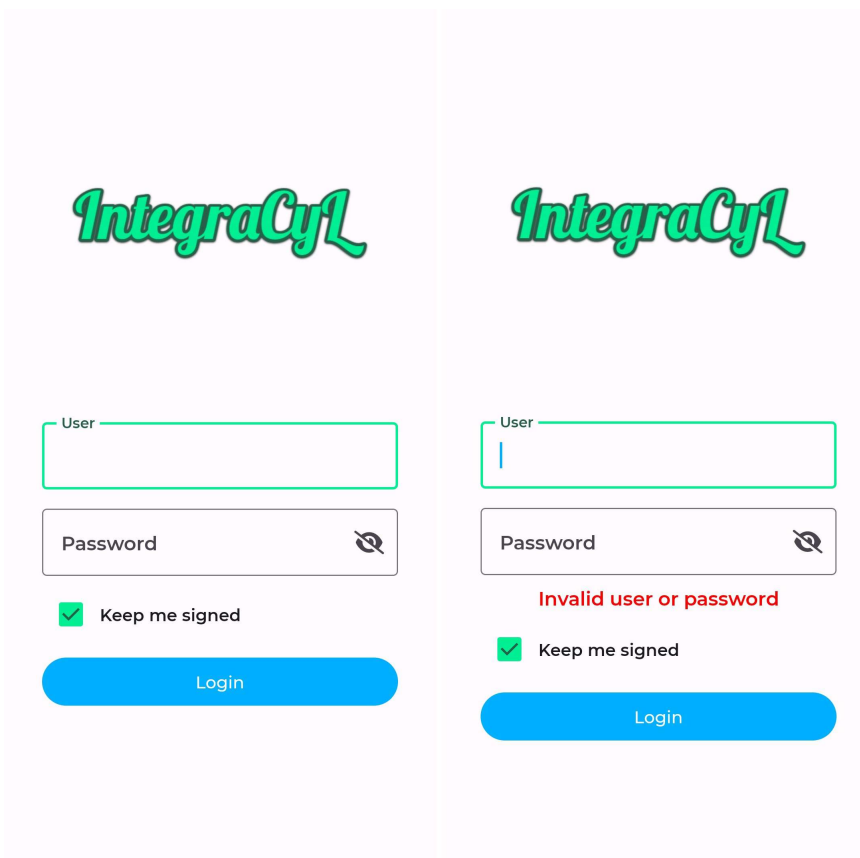 IntegraCyL
User
Password
Keep me signed
Login
IntegraCyL
User
Password
Invalid user or password
Keep me signed
Login